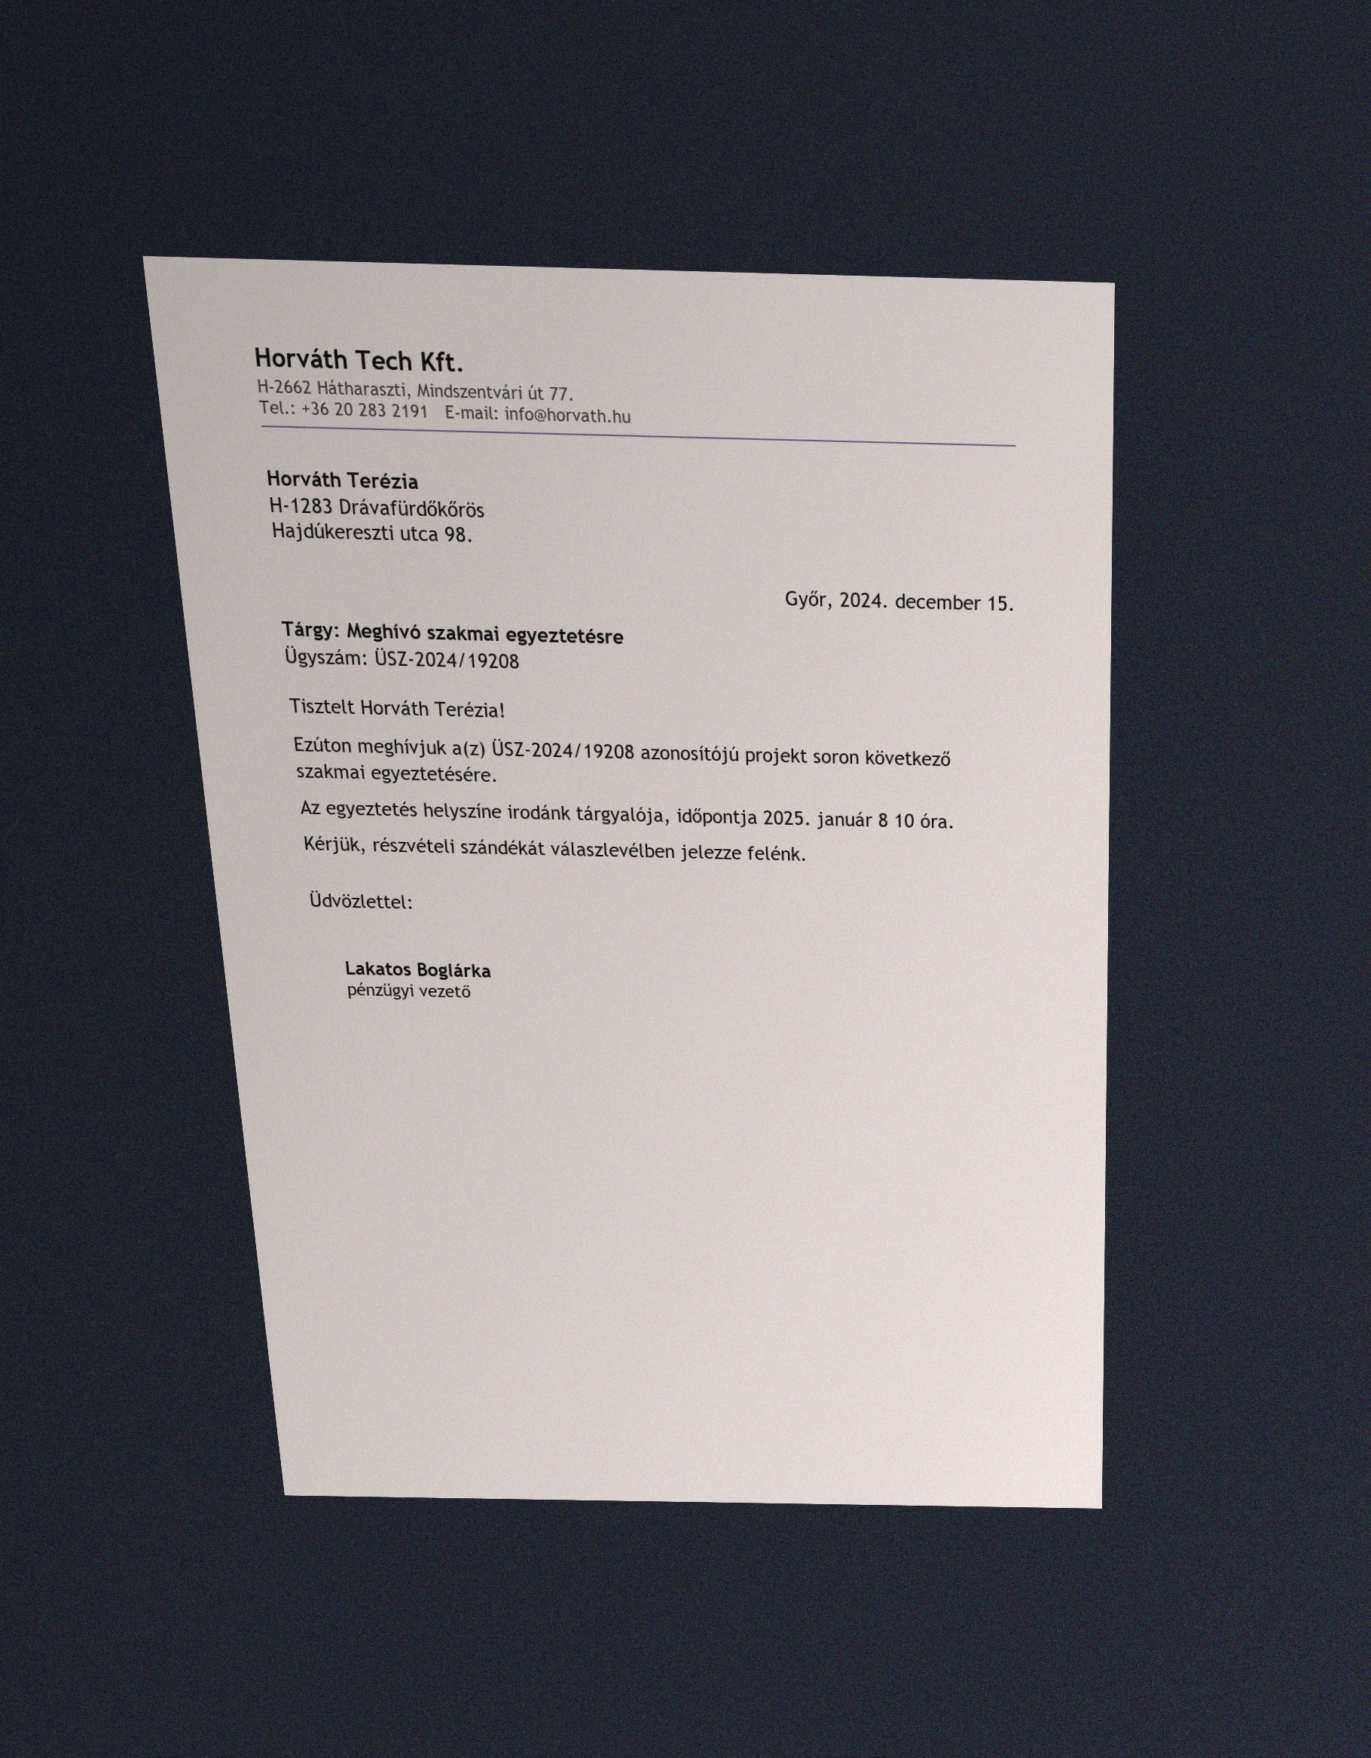 Horváth Tech Kft.
H-2662 Hátharaszti, Mindszentvári út 77.
Tel.: +36 20 283 2191 E-mail: info@horvath.hu
Horváth Terézia
H-1283 Drávafürdőkőrös
Hajdúkereszti utca 98.
Győr, 2024. december 15.
Tárgy: Meghívó szakmai egyeztetésre
Ügyszám: ÜSZ-2024/19208
Tisztelt Horváth Terézia!
Ezúton meghívjuk a(z) ÜSZ-2024/19208 azonosítójú projekt soron következő
szakmai egyeztetésére.
Az egyeztetés helyszíne irodánk tárgyalója, időpontja 2025. január 8 10 óra.
Kérjük, részvételi szándékát válaszlevélben jelezze felénk.
Üdvözlettel:
Lakatos Boglárka
pénzügyi vezető